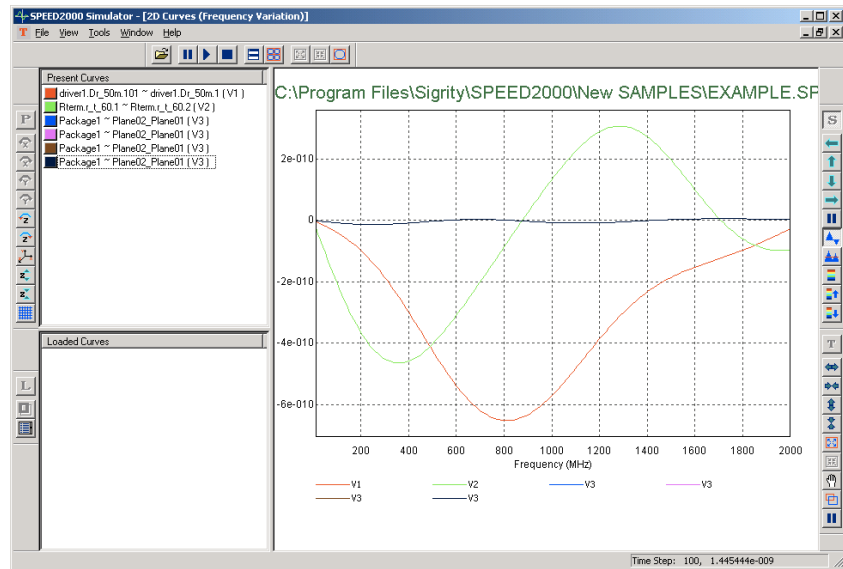 SPEED2000 Simulator - [2D Curves (Frequency Variation)]
File View Tools Window Help
Present Curves
driver1.Dr_50m.101 ~ driver1.Dr_50m.1 ( V1 )
Rterm.r_t_60.1 ~ Rterm.r_t_60.2 ( V2 )
Package1 ~ Plane02_Plane01 ( V3 )
Package1 ~ Plane02_Plane01 ( V3 )
Package1 ~ Plane02_Plane01 ( V3 )
Package1 ~ Plane02_Plane01 ( V3 )
Loaded Curves
P
L
C:\Program Files\Sigrity\SPEED2000\New SAMPLES\EXAMPLE.SP
2e-010
0
-2e-010
-4e-010
-6e-010
200 400 600 800 1000 1200 1400 1600 1800 2000
Frequency (MHz)
V1 V2 V3 V3
V3 V3
S
T
Time Step: 100, 1.445444e-009